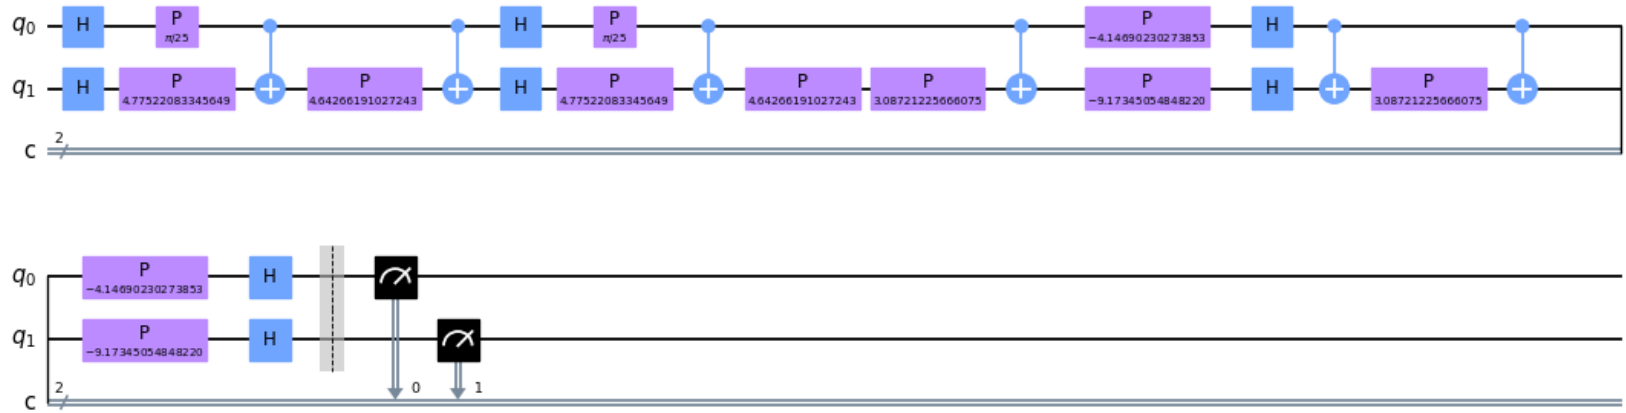 q0 H P π/25 H P π/25 P −4.14690230273853 H
q1 H P 4.77522083345649 P 4.64266191027243 H P 4.77522083345649 P 4.64266191027243 P 3.08721225666075 P −9.17345054848220 H P 3.08721225666075
c 2
q0 P −4.14690230273853 H
q1 P −9.17345054848220 H
c 2 0 1